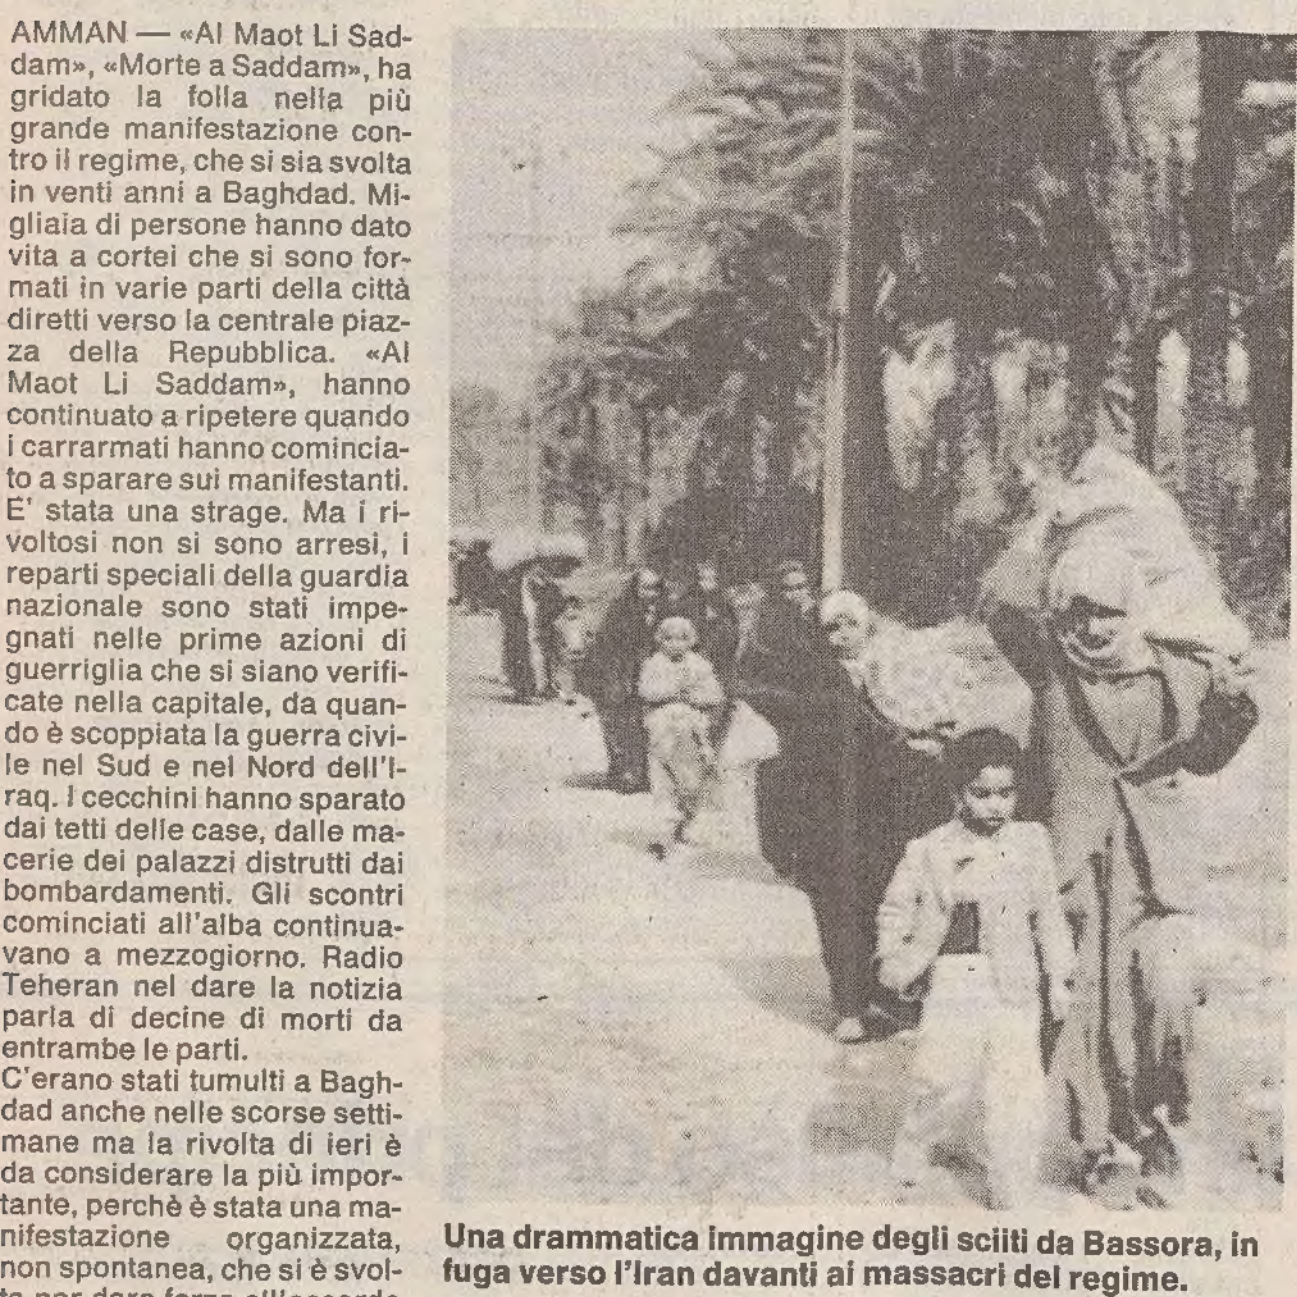 AMMAN — «Al Maot Li Sad-
dam», «Morte a Saddam», ha
gridato la folla nella più
grande manifestazione con-
tro il regime, che si sia svolta
in venti anni a Baghdad. Mi-
gliaia di persone hanno dato
vita a cortei che si sono for-
mati in varie parti della città
diretti verso la centrale piaz-
za della Repubblica. «Al
Maot Li Saddam», hanno
continuato a ripetere quando
i carrarmati hanno comincia-
to a sparare sui manifestanti.
E' stata una strage. Ma i ri-
voltosi non si sono arresi, i
reparti speciali della guardia
nazionale sono stati impe-
gnati nelle prime azioni di
guerriglia che si siano verifi-
cate nella capitale, da quan-
do è scoppiata la guerra civi-
le nel Sud e nel Nord dell'I-
raq. I cecchini hanno sparato
dai tetti delle case, dalle ma-
cerie dei palazzi distrutti dai
bombardamenti. Gli scontri
cominciati all'alba continua-
vano a mezzogiorno. Radio
Teheran nel dare la notizia
parla di decine di morti da
entrambe le parti.
C'erano stati tumulti a Bagh-
dad anche nelle scorse setti-
mane ma la rivolta di ieri è
da considerare la più impor-
tante, perchè è stata una ma-
nifestazione organizzata,
non spontanea, che si è svol-
ta per dare forza all'accordo
Una drammatica immagine degli sciiti da Bassora, in
fuga verso l'Iran davanti ai massacri del regime.